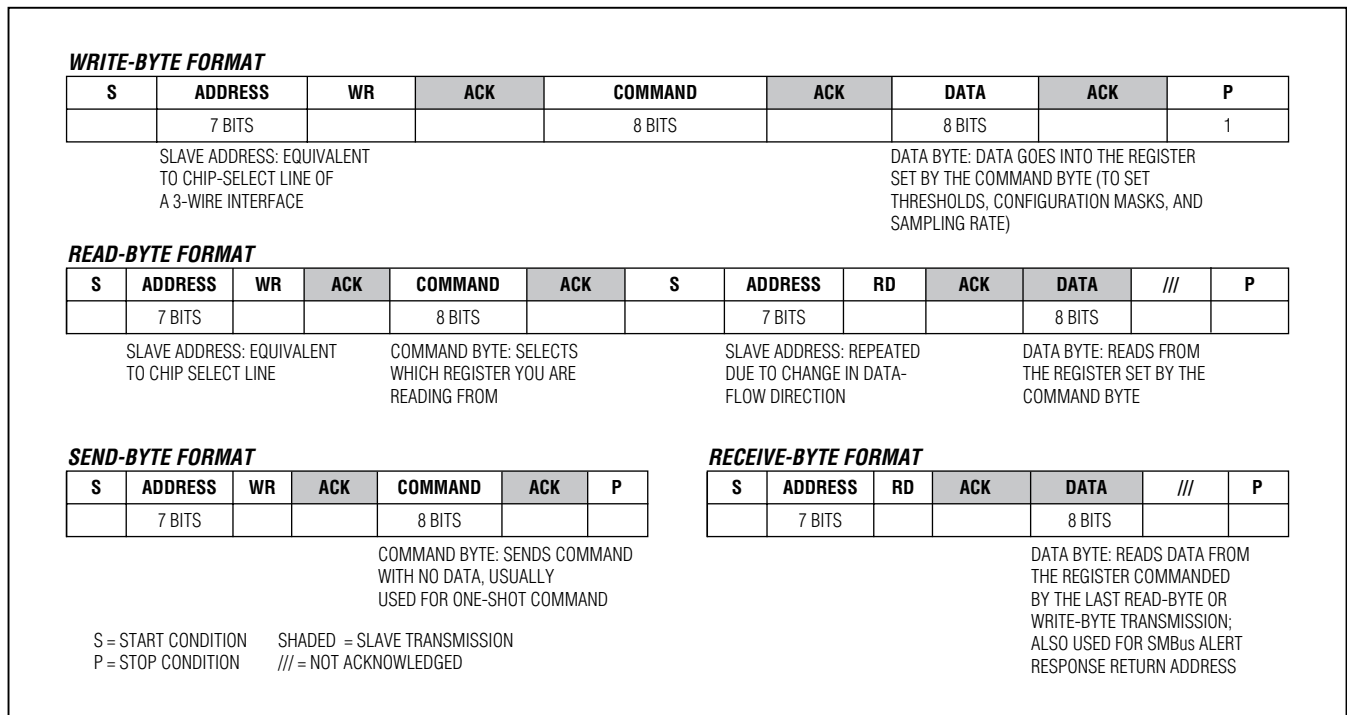 WRITE-BYTE FORMAT
S ADDRESS WR ACK COMMAND ACK DATA ACK P
7 BITS 8 BITS 8 BITS 1
SLAVE ADDRESS: EQUIVALENT
TO CHIP-SELECT LINE OF
A 3-WIRE INTERFACE
DATA BYTE: DATA GOES INTO THE REGISTER
SET BY THE COMMAND BYTE (TO SET
THRESHOLDS, CONFIGURATION MASKS, AND
SAMPLING RATE)
READ-BYTE FORMAT
S ADDRESS WR ACK COMMAND ACK S ADDRESS RD ACK DATA /// P
7 BITS 8 BITS 7 BITS 8 BITS
SLAVE ADDRESS: EQUIVALENT
TO CHIP SELECT LINE
COMMAND BYTE: SELECTS
WHICH REGISTER YOU ARE
READING FROM
SLAVE ADDRESS: REPEATED
DUE TO CHANGE IN DATA-
FLOW DIRECTION
DATA BYTE: READS FROM
THE REGISTER SET BY THE
COMMAND BYTE
SEND-BYTE FORMAT
S ADDRESS WR ACK COMMAND ACK P
7 BITS 8 BITS
COMMAND BYTE: SENDS COMMAND
WITH NO DATA, USUALLY
USED FOR ONE-SHOT COMMAND
RECEIVE-BYTE FORMAT
S ADDRESS RD ACK DATA /// P
7 BITS 8 BITS
DATA BYTE: READS DATA FROM
THE REGISTER COMMANDED
BY THE LAST READ-BYTE OR
WRITE-BYTE TRANSMISSION;
ALSO USED FOR SMBus ALERT
RESPONSE RETURN ADDRESS
S = START CONDITION SHADED = SLAVE TRANSMISSION
P = STOP CONDITION /// = NOT ACKNOWLEDGED